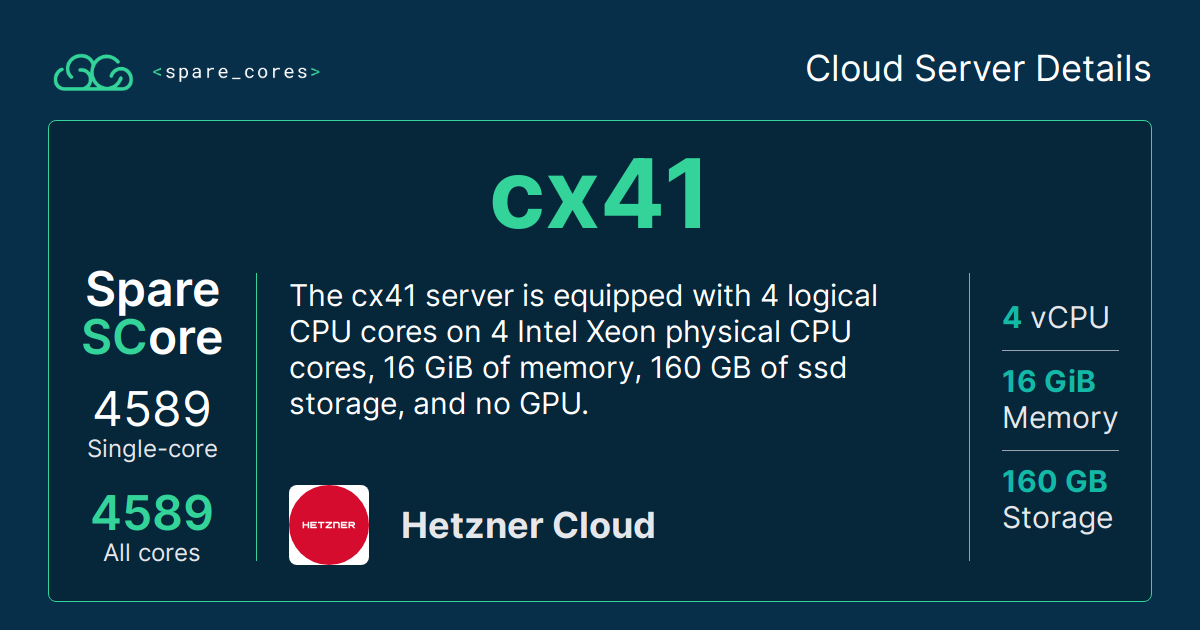 <spare_cores>
Cloud Server Details
cx41
Spare
SCore
4589
Single-core
4589
All cores
The cx41 server is equipped with 4 logical
CPU cores on 4 Intel Xeon physical CPU
cores, 16 GiB of memory, 160 GB of ssd
storage, and no GPU.
HETZNER
Hetzner Cloud
4 vCPU
16 GiB
Memory
160 GB
Storage